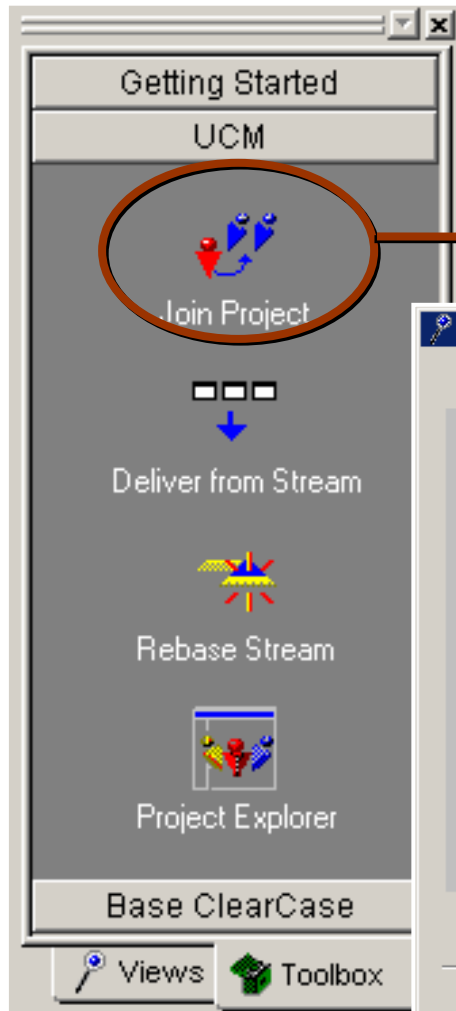 Getting Started
UCM
Join Project
Deliver from Stream
Rebase Stream
Project Explorer
Base ClearCase
Views
Toolbox